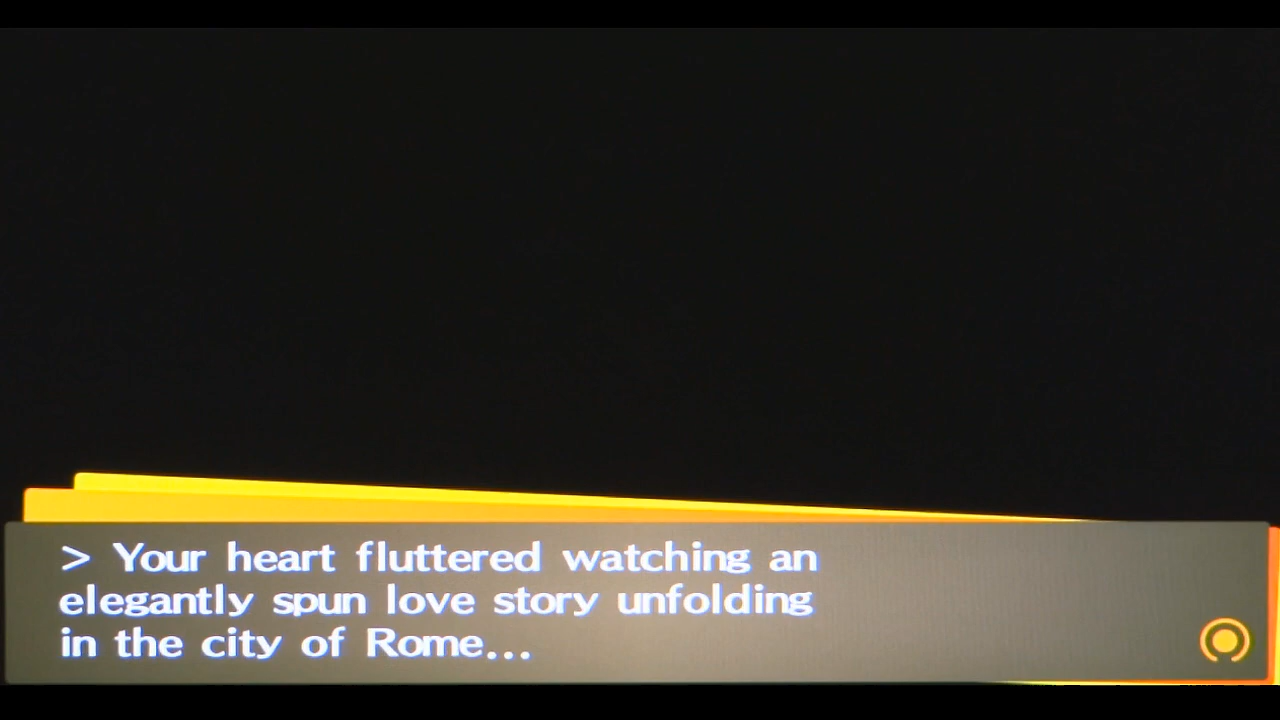 > Your heart fluttered watching an
elegantly spun love story unfolding
in the city of Rome...